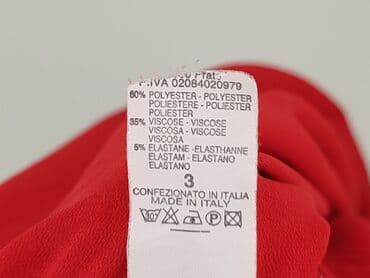 Prato
P.IVA 02084020979
60% POLYESTER - POLYESTER
POLIESTERE - POLIESTER
POLIESTER
35% VISCOSE - VISCOSE
VISCOSA - VISCOSE
VISCOSA
5% ELASTANE - ELASTHANNE
ELASTAM - ELASTANO
ELASTANO
3
CONFEZIONATO IN ITALIA
MADE IN ITALY
P